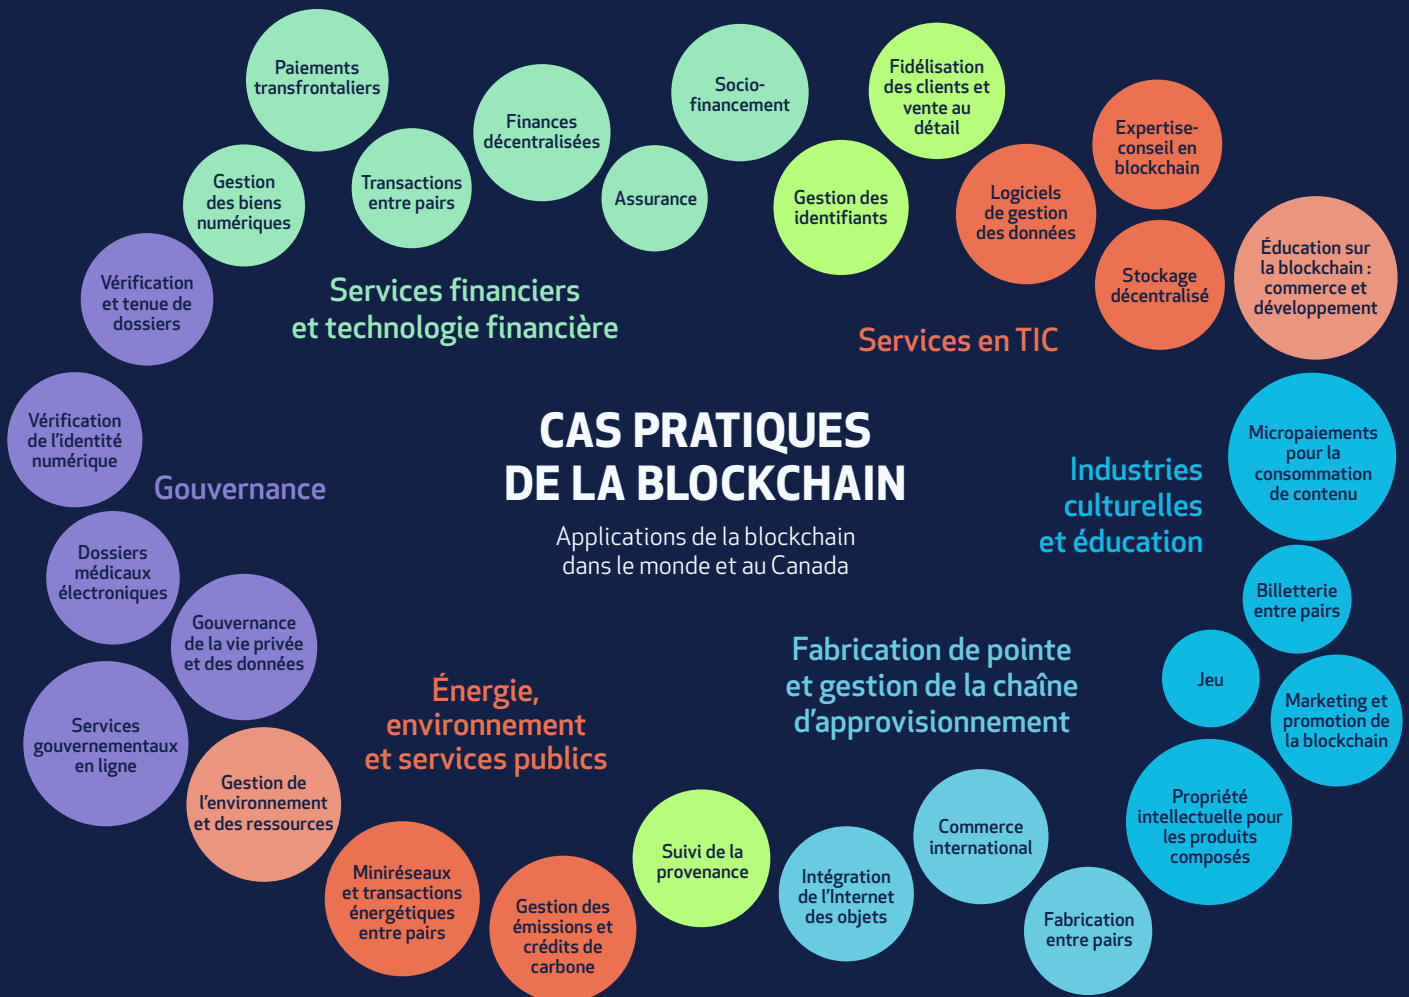 Paiements
transfrontaliers
Finances
décentralisées
Socio-
financement
Fidélisation
des clients et
vente au
détail
Expertise-
conseil en
blockchain
Gestion
des biens
numériques
Transactions
entre pairs
Assurance
Gestion des
identifiants
Logiciels
de gestion
des données
Stockage
décentralisé
Éducation sur
la blockchain :
commerce et
développement
Vérification
et tenue de
dossiers
Services financiers
et technologie financière
Services en TIC
Vérification
de l’identité
numérique
Gouvernance
CAS PRATIQUES
DE LA BLOCKCHAIN
Applications de la blockchain
dans le monde et au Canada
Industries
culturelles
et éducation
Micropaiements
pour la
consommation
de contenu
Dossiers
médicaux
électroniques
Gouvernance
de la vie privée
et des données
Billetterie
entre pairs
Services
gouvernementaux
en ligne
Énergie,
environnement
et services publics
Fabrication de pointe
et gestion de la chaîne
d’approvisionnement
Jeu
Marketing et
promotion de
la blockchain
Gestion de
l’environnement
et des ressources
Propriété
intellectuelle pour
les produits
composés
Miniréseaux
et transactions
énergétiques
entre pairs
Gestion des
émissions et
crédits de
carbone
Suivi de la
provenance
Intégration
de l’Internet
des objets
Commerce
international
Fabrication
entre pairs